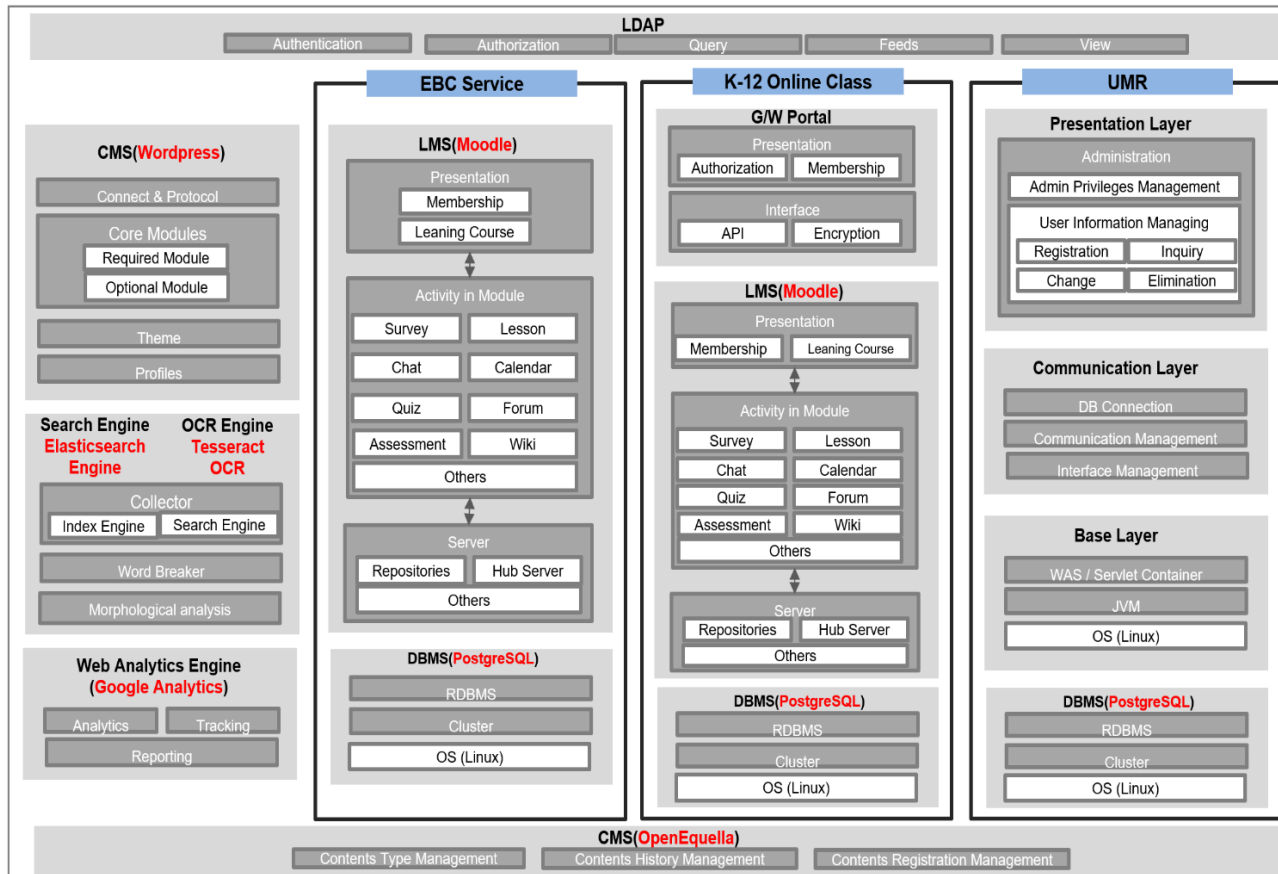 LDAP
Authentication
Authorization
Query
Feeds
View
CMS(Wordpress)
Connect & Protocol
Core Modules
Required Module
Optional Module
Theme
Profiles
Search Engine
Elasticsearch
Engine
OCR Engine
Tesseract
OCR
Collector
Index Engine
Search Engine
Word Breaker
Morphological analysis
Web Analytics Engine
(Google Analytics)
Analytics
Tracking
Reporting
EBC Service
LMS(Moodle)
Presentation
Membership
Leaning Course
Activity in Module
Survey
Lesson
Chat
Calendar
Quiz
Forum
Assessment
Wiki
Others
Server
Repositories
Hub Server
Others
DBMS(PostgreSQL)
RDBMS
Cluster
OS (Linux)
K-12 Online Class
G/W Portal
Presentation
Authorization
Membership
Interface
API
Encryption
LMS(Moodle)
Presentation
Membership
Leaning Course
Activity in Module
Survey
Lesson
Chat
Calendar
Quiz
Forum
Assessment
Wiki
Others
Server
Repositories
Hub Server
Others
DBMS(PostgreSQL)
RDBMS
Cluster
OS (Linux)
UMR
Presentation Layer
Administration
Admin Privileges Management
User Information Managing
Registration
Inquiry
Change
Elimination
Communication Layer
DB Connection
Communication Management
Interface Management
Base Layer
WAS / Servlet Container
JVM
OS (Linux)
DBMS(PostgreSQL)
RDBMS
Cluster
OS (Linux)
CMS(OpenEquella)
Contents Type Management
Contents History Management
Contents Registration Management